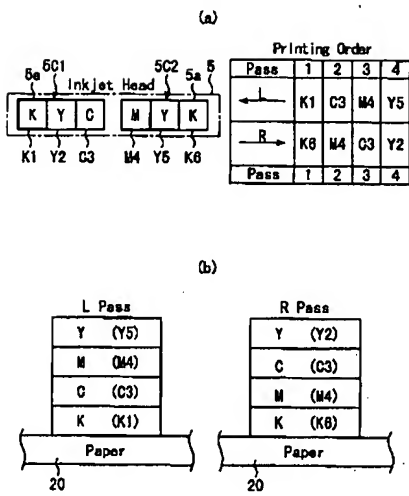 (a)
Printing Order
5a 5C1 Inkjet Head 5C2 5a 5
K Y C M Y K
K1 Y2 C3 M4 Y5 K6
Pass 1 2 3 4
L K1 C3 M4 Y5
R K6 M4 C3 Y2
Pass 1 2 3 4
(b)
L Pass
Y (Y5)
M (M4)
C (C3)
K (K1)
Paper
20
R Pass
Y (Y2)
C (C3)
M (M4)
K (K6)
Paper
20